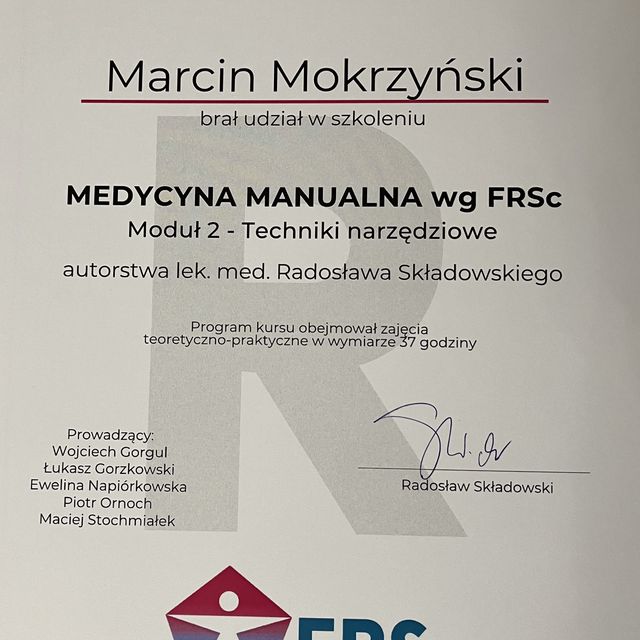 Marcin Mokrzyński
brał udział w szkoleniu
MEDYCYNA MANUALNA wg FRSc
Moduł 2 - Techniki narzędziowe
autorstwa lek. med. Radosława Składowskiego
Program kursu obejmował zajęcia
teoretyczno-praktyczne w wymiarze 37 godziny
Prowadzący:
Wojciech Gorgul
Łukasz Gorzkowski
Ewelina Napiórkowska
Piotr Ornoch
Maciej Stochmiałek
Radosław Składowski
R
FRS